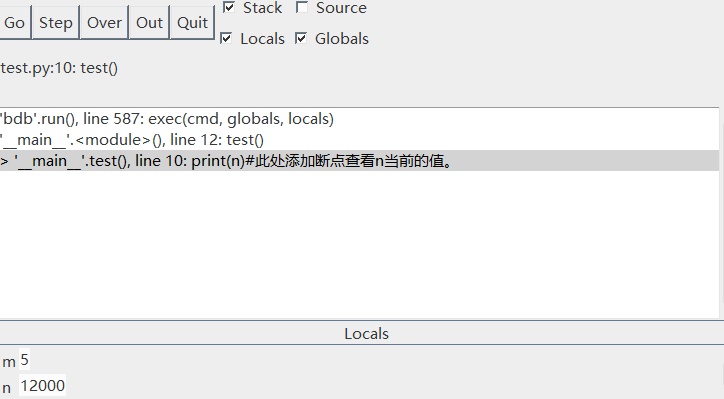 Go Step Over Out Quit Stack Source
Locals Globals
test.py:10: test()
'bdb'.run(), line 587: exec(cmd, globals, locals)
'__main__'.<module>(), line 12: test()
> '__main__'.test(), line 10: print(n)#此处添加断点查看n当前的值。
Locals
m 5
n 12000